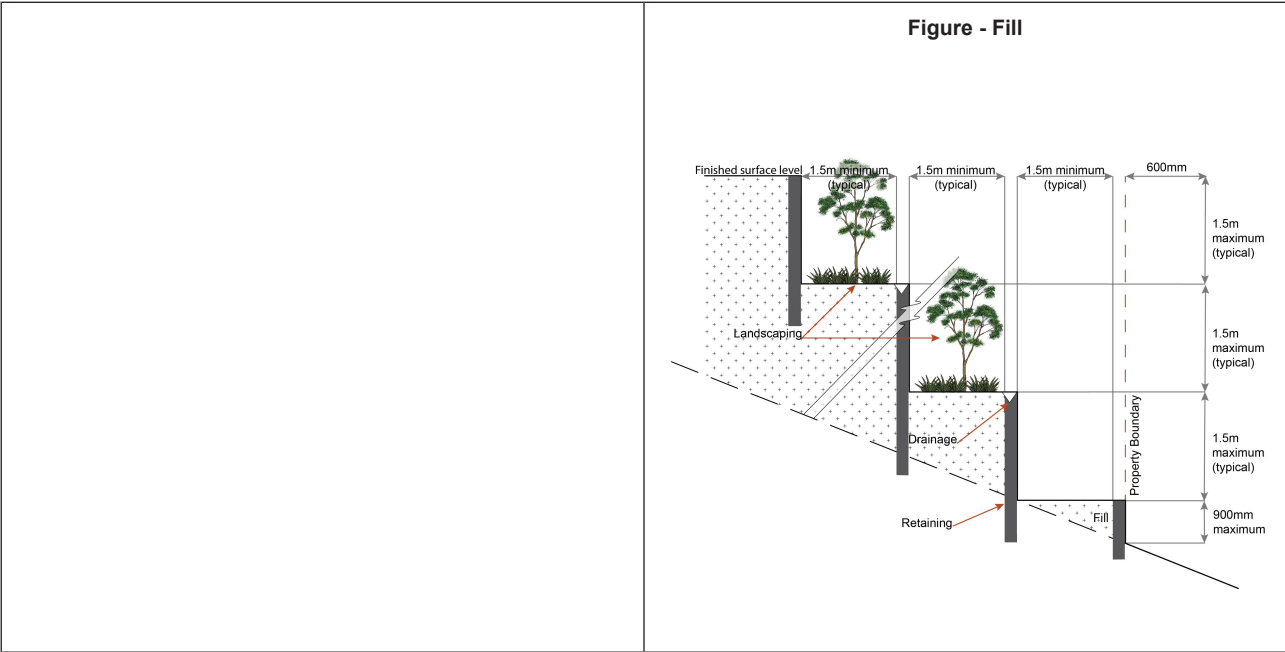 Figure - Fill
Finished surface level
1.5m minimum
(typical)
1.5m minimum
(typical)
1.5m minimum
(typical)
600mm
1.5m
maximum
(typical)
Landscaping
1.5m
maximum
(typical)
Drainage
Property Boundary
1.5m
maximum
(typical)
Retaining
Fill
900mm
maximum